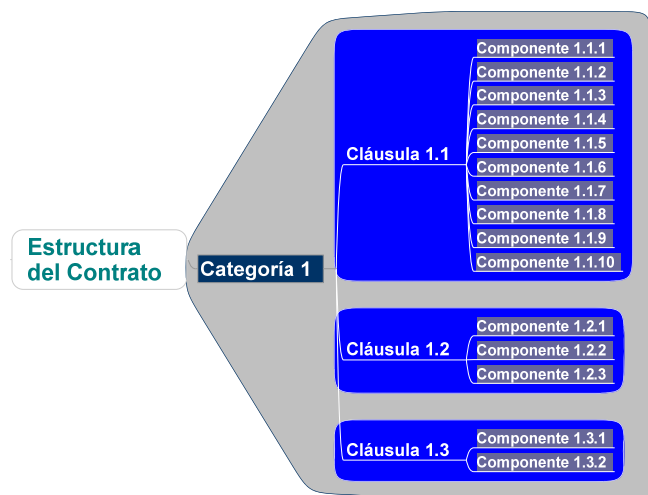 Estructura
del Contrato
Categoría 1
Cláusula 1.1
Componente 1.1.1
Componente 1.1.2
Componente 1.1.3
Componente 1.1.4
Componente 1.1.5
Componente 1.1.6
Componente 1.1.7
Componente 1.1.8
Componente 1.1.9
Componente 1.1.10
Cláusula 1.2
Componente 1.2.1
Componente 1.2.2
Componente 1.2.3
Cláusula 1.3
Componente 1.3.1
Componente 1.3.2